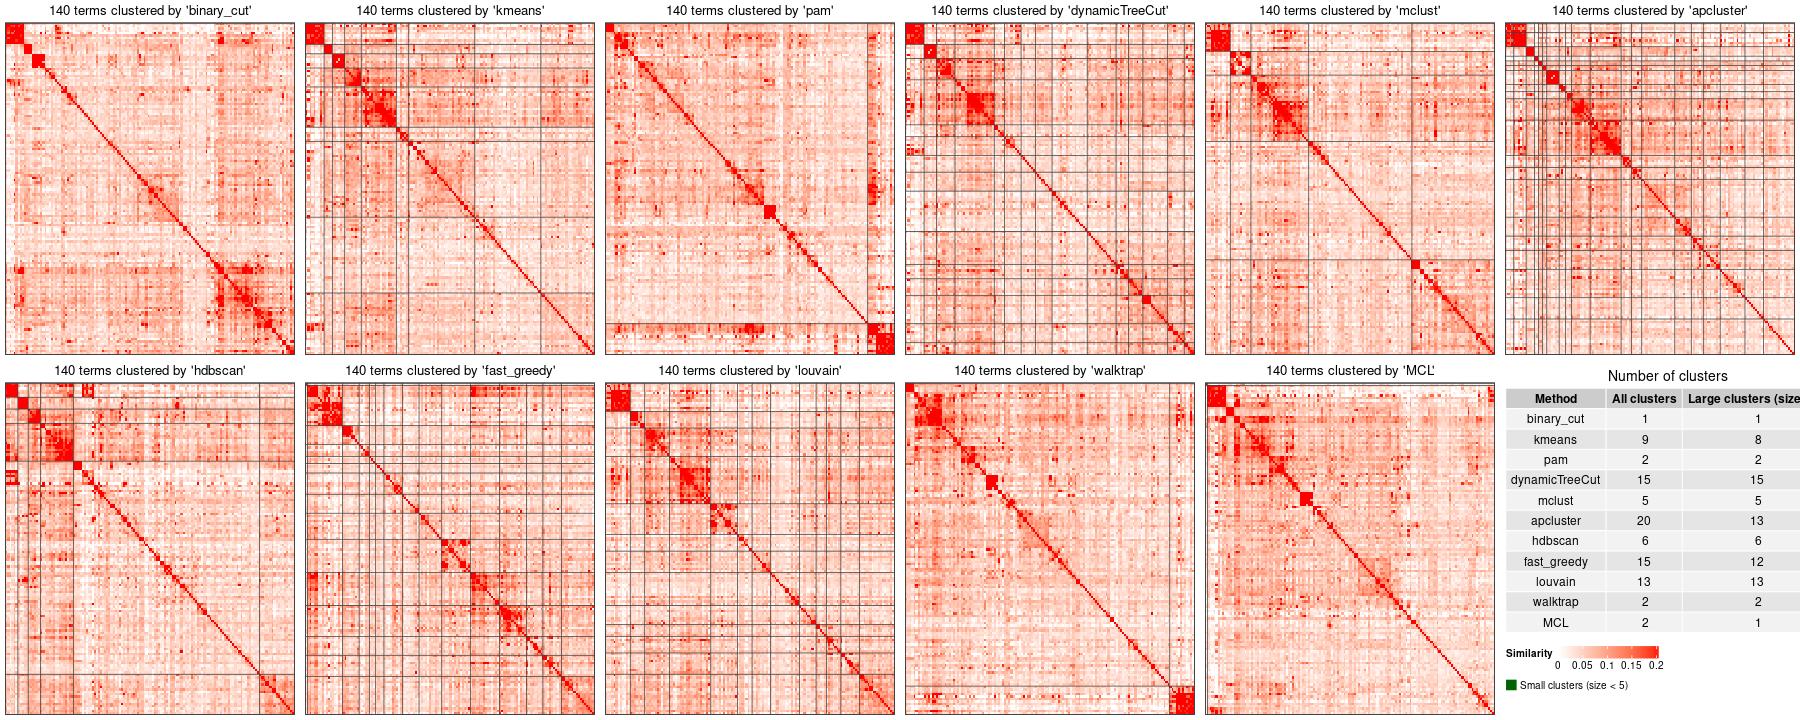 140 terms clustered by 'binary_cut'
140 terms clustered by 'kmeans'
140 terms clustered by 'pam'
140 terms clustered by 'dynamicTreeCut'
140 terms clustered by 'mclust'
140 terms clustered by 'apcluster'
140 terms clustered by 'hdbscan'
140 terms clustered by 'fast_greedy'
140 terms clustered by 'louvain'
140 terms clustered by 'walktrap'
140 terms clustered by 'MCL'
Number of clusters
Method All clusters Large clusters (size
binary_cut 1 1
kmeans 9 8
pam 2 2
dynamicTreeCut 15 15
mclust 5 5
apcluster 20 13
hdbscan 6 6
fast_greedy 15 12
louvain 13 13
walktrap 2 2
MCL 2 1
Similarity
0 0.05 0.1 0.15 0.2
Small clusters (size < 5)